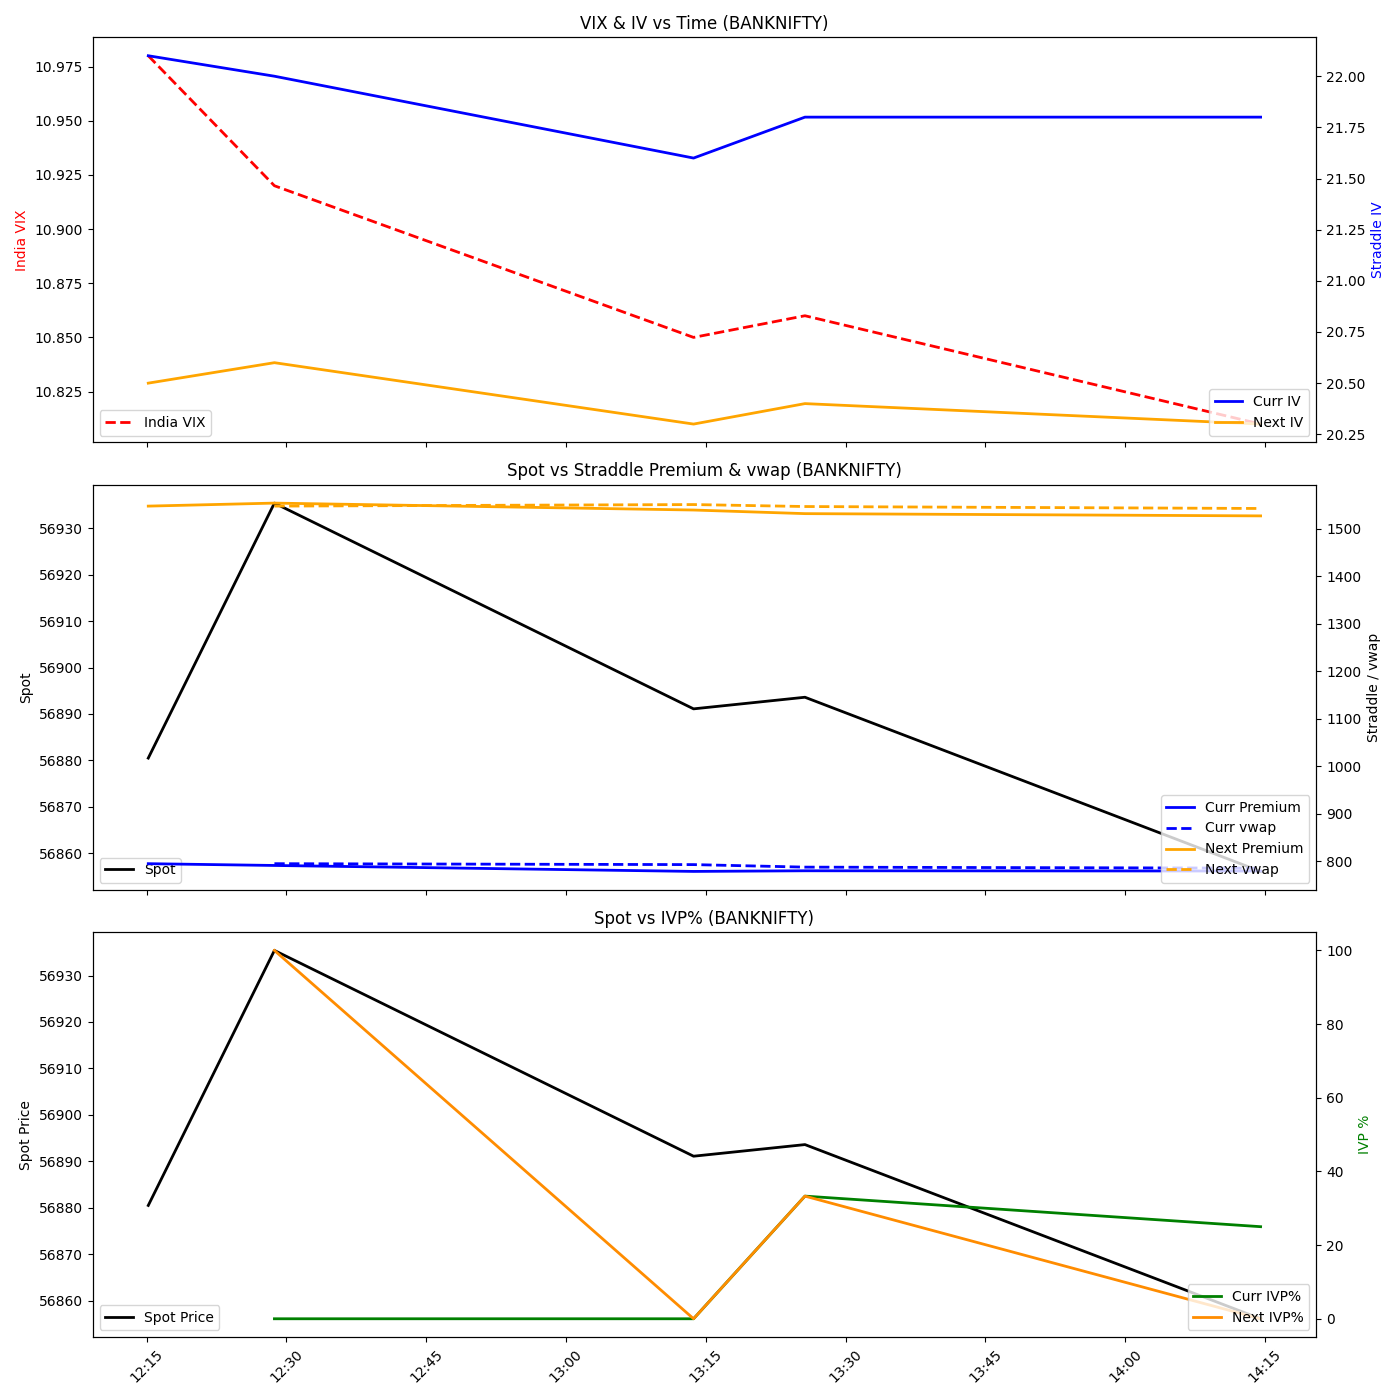 VIX & IV vs Time (BANKNIFTY)
10.975
10.950
10.925
10.900
10.875
10.850
10.825
India VIX
22.00
21.75
21.50
21.25
21.00
20.75
20.50
20.25
Straddle IV
India VIX
Curr IV
Next IV
Spot vs Straddle Premium & vwap (BANKNIFTY)
56930
56920
56910
56900
56890
56880
56870
56860
Spot
1500
1400
1300
1200
1100
1000
900
800
Straddle / vwap
Spot
Curr Premium
Curr vwap
Next Premium
Next vwap
Spot vs IVP% (BANKNIFTY)
56930
56920
56910
56900
56890
56880
56870
56860
Spot Price
100
80
60
40
20
0
IVP %
Spot Price
Curr IVP%
Next IVP%
12:15
12:30
12:45
13:00
13:15
13:30
13:45
14:00
14:15